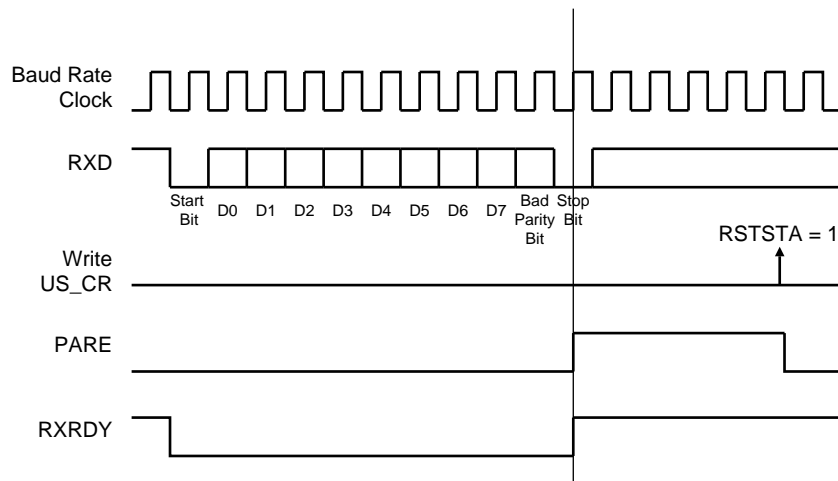 Baud Rate
Clock
RXD
Start
Bit
D0
D1
D2
D3
D4
D5
D6
D7
Bad
Parity
Bit
Stop
Bit
RSTSTA = 1
Write
US_CR
PARE
RXRDY